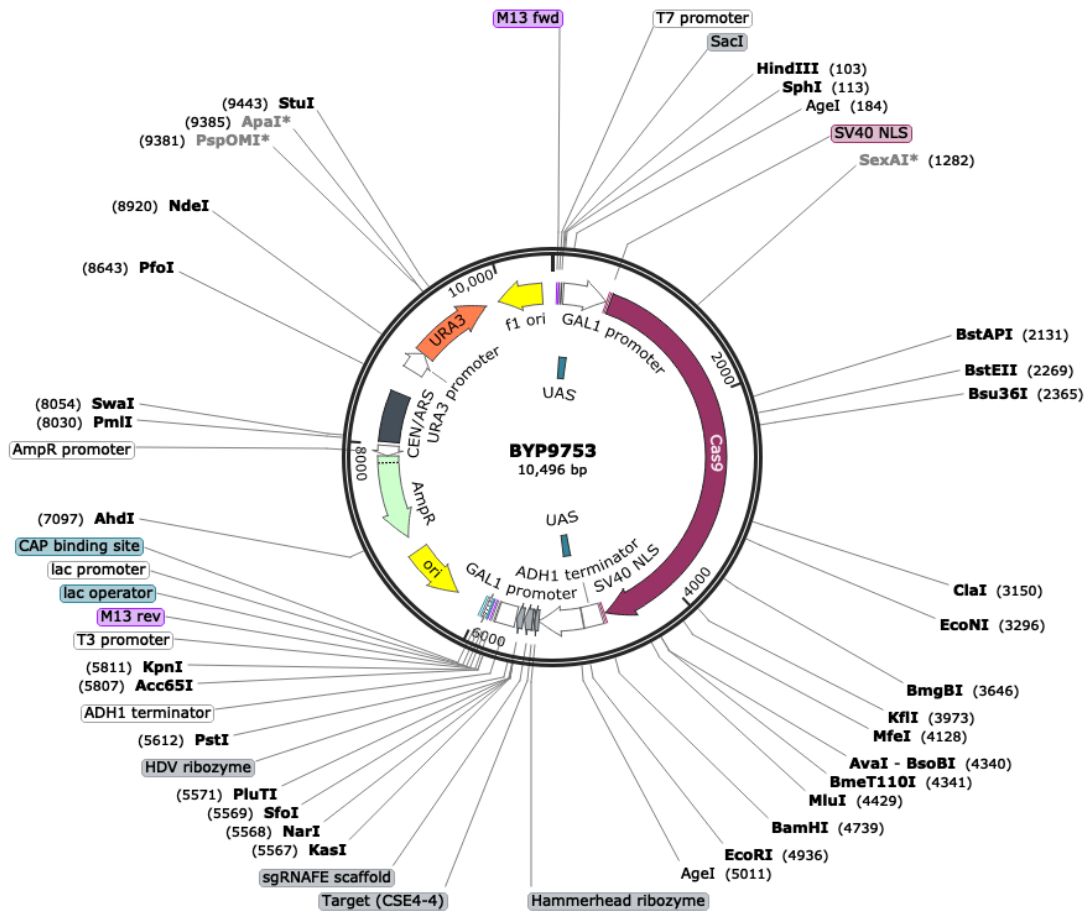 M13 fwd
T7 promoter
SacI
HindIII (103)
SphI (113)
AgeI (184)
SV40 NLS
SexAI* (1282)
(9443) StuI
(9385) ApaI*
(9381) PspOMI*
(8920) NdeI
(8643) PfoI
10,000
f1 ori
GAL1 promoter
URA3
URA3 promoter
UAS
2000
BstAPI (2131)
BstEII (2269)
Bsu36I (2365)
(8054) SwaI
(8030) PmlI
AmpR promoter
CEN/ARS
8000
BYP9753
10,496 bp
Cas9
AmpR
(7097) AhdI
CAP binding site
lac promoter
lac operator
M13 rev
T3 promoter
(5811) KpnI
(5807) Acc65I
ADH1 terminator
(5612) PstI
HDV ribozyme
(5571) PluTI
(5569) SfoI
(5568) NarI
(5567) KasI
sgRNAFE scaffold
Target (CSE4-4)
Hammerhead ribozyme
ori
UAS
GAL1 promoter
ADH1 terminator
SV40 NLS
6000
4000
ClaI (3150)
EcoNI (3296)
BmgBI (3646)
KflI (3973)
MfeI (4128)
AvaI - BsoBI (4340)
BmeT110I (4341)
MluI (4429)
BamHI (4739)
EcoRI (4936)
AgeI (5011)